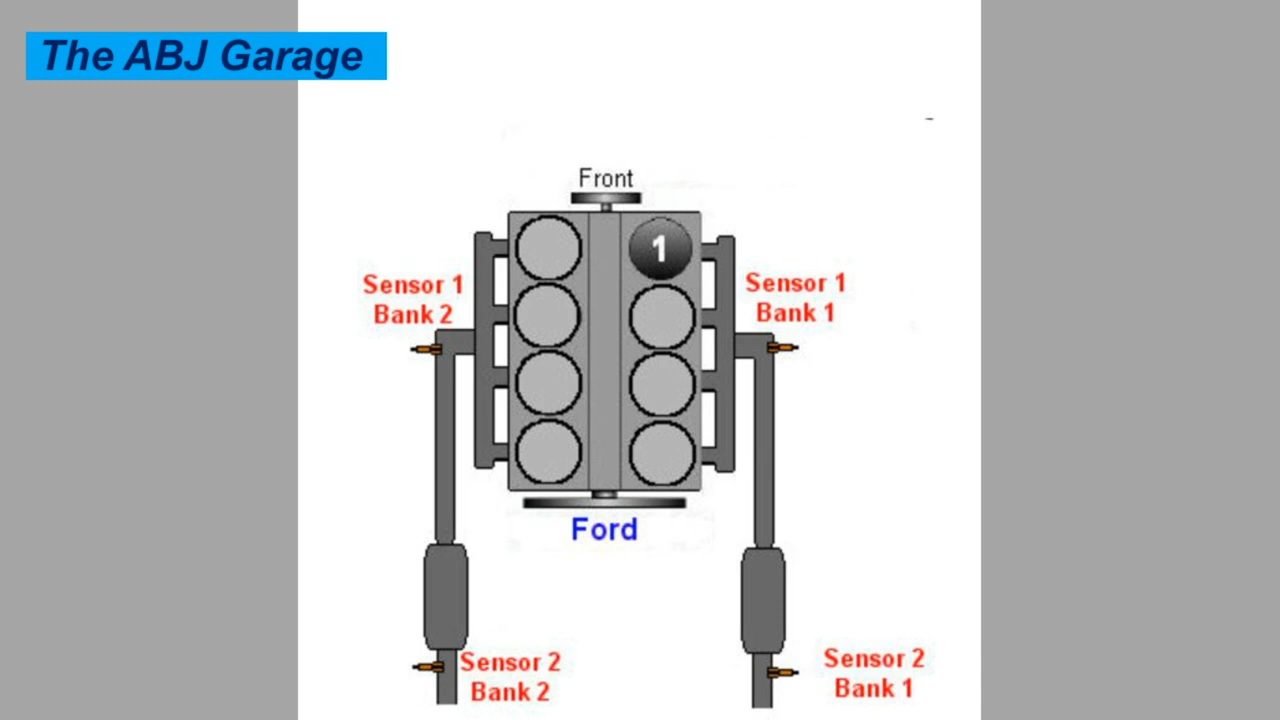 The ABJ Garage
Front
1
Sensor 1
Bank 2
Sensor 1
Bank 1
Ford
Sensor 2
Bank 2
Sensor 2
Bank 1